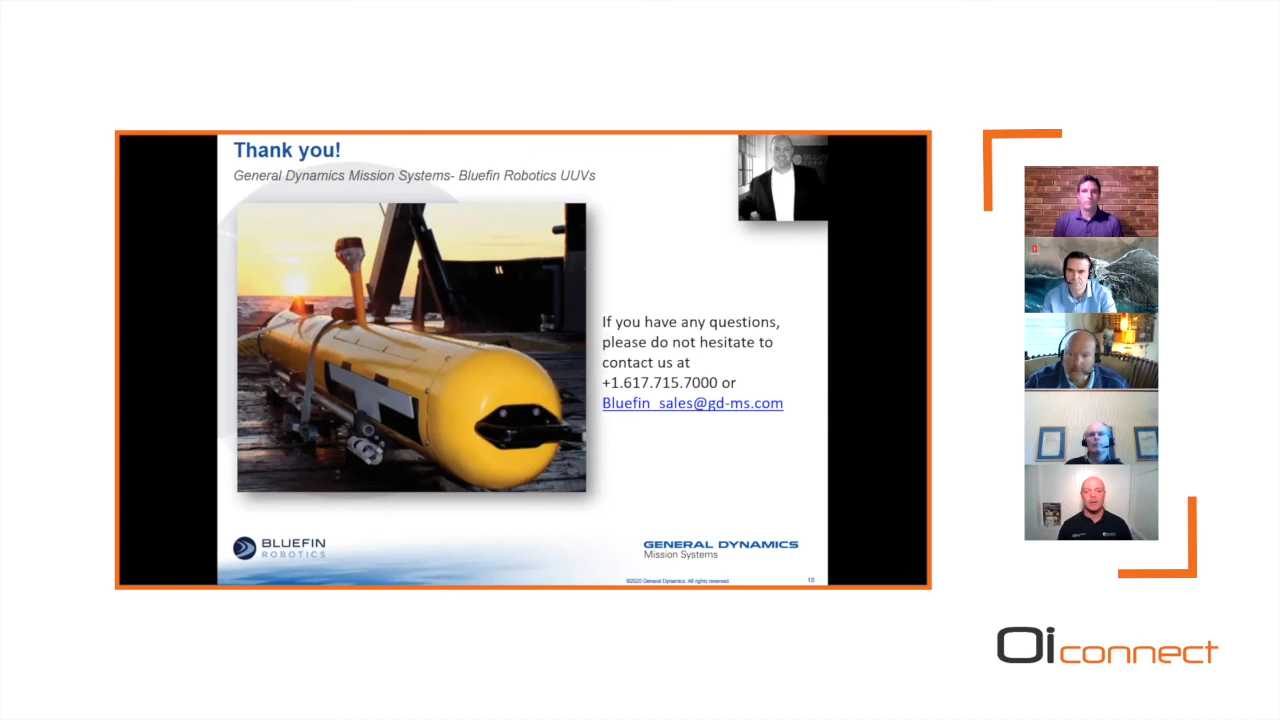 Thank you!
General Dynamics Mission Systems- Bluefin Robotics UUVs
If you have any questions,
please do not hesitate to
contact us at
+1.617.715.7000 or
Bluefin_sales@gd-ms.com
BLUEFIN
ROBOTICS
GENERAL DYNAMICS
Mission Systems
©2020 General Dynamics. All rights reserved.
Oi connect